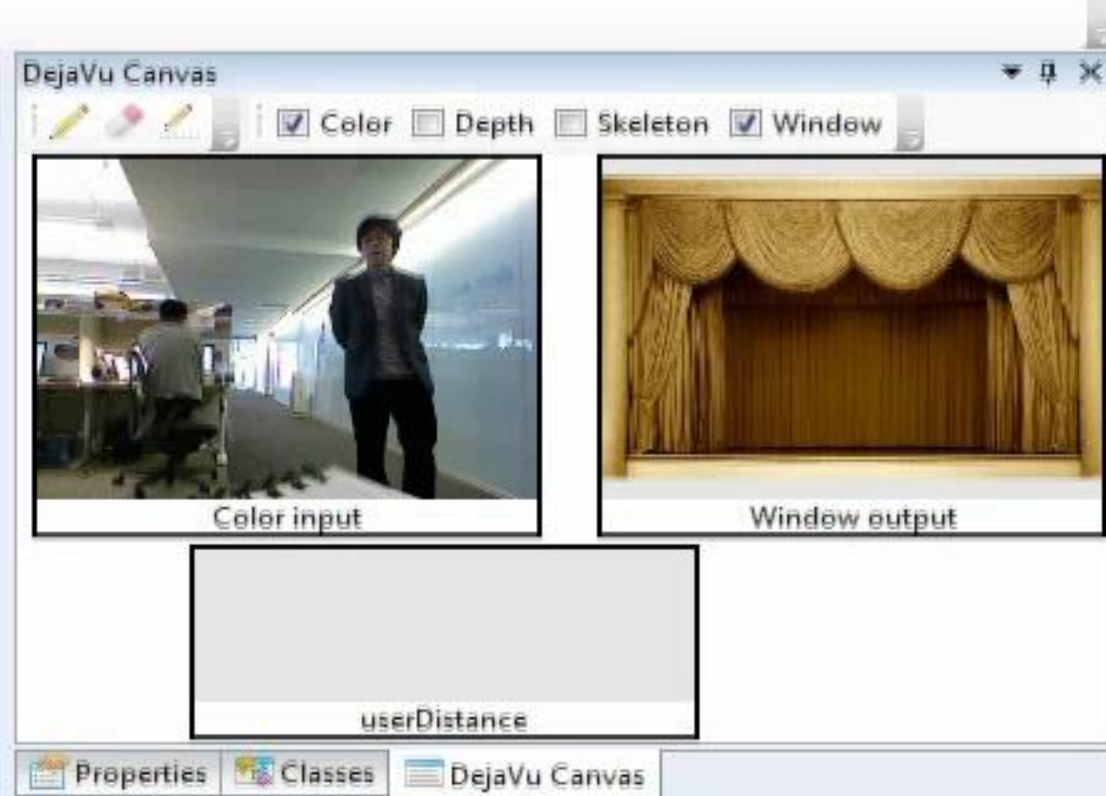 DejaVu Canvas
Color Depth Skeleton Window
Color input
Window output
userDistance
Properties Classes DejaVu Canvas